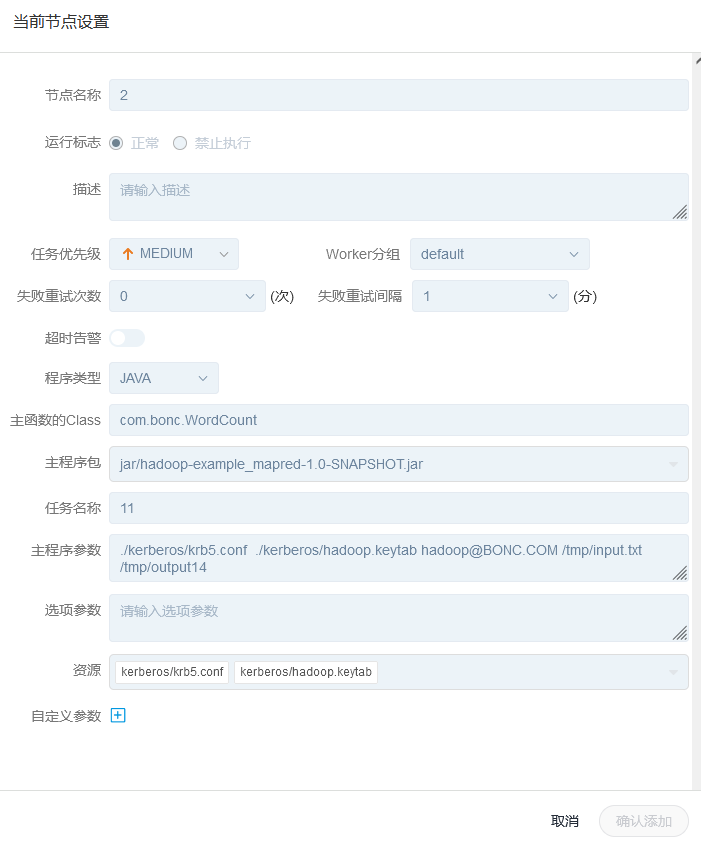 当前节点设置
节点名称 2
运行标志 正常 禁止执行
描述 请输入描述
任务优先级 MEDIUM Worker分组 default
失败重试次数 0 (次) 失败重试间隔 1 (分)
超时告警
程序类型 JAVA
主函数的Class com.bonc.WordCount
主程序包 jar/hadoop-example_mapred-1.0-SNAPSHOT.jar
任务名称 11
主程序参数 ./kerberos/krb5.conf ./kerberos/hadoop.keytab hadoop@BONC.COM /tmp/input.txt
/tmp/output14
选项参数 请输入选项参数
资源 kerberos/krb5.conf kerberos/hadoop.keytab
自定义参数
取消 确认添加